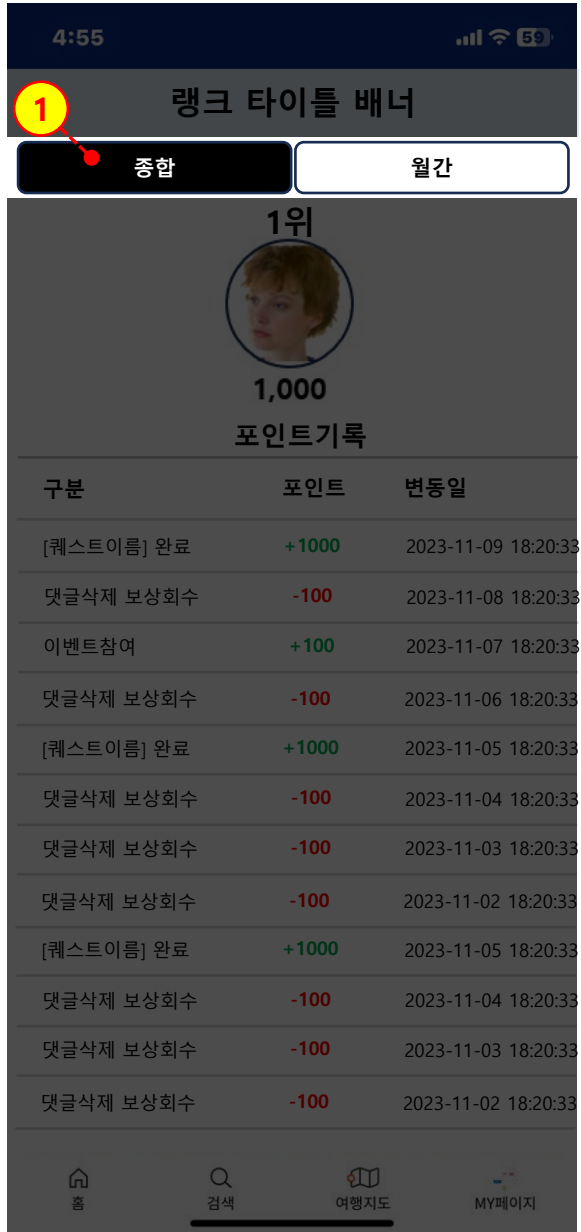 4:55
59
랭크 타이틀 배너
1
종합 월간
1위
1,000
포인트기록
구분 포인트 변동일
[퀘스트이름] 완료 +1000 2023-11-09 18:20:33
댓글삭제 보상회수 -100 2023-11-08 18:20:33
이벤트참여 +100 2023-11-07 18:20:33
댓글삭제 보상회수 -100 2023-11-06 18:20:33
[퀘스트이름] 완료 +1000 2023-11-05 18:20:33
댓글삭제 보상회수 -100 2023-11-04 18:20:33
댓글삭제 보상회수 -100 2023-11-03 18:20:33
댓글삭제 보상회수 -100 2023-11-02 18:20:33
[퀘스트이름] 완료 +1000 2023-11-05 18:20:33
댓글삭제 보상회수 -100 2023-11-04 18:20:33
댓글삭제 보상회수 -100 2023-11-03 18:20:33
댓글삭제 보상회수 -100 2023-11-02 18:20:33
홈 검색 여행지도 MY페이지